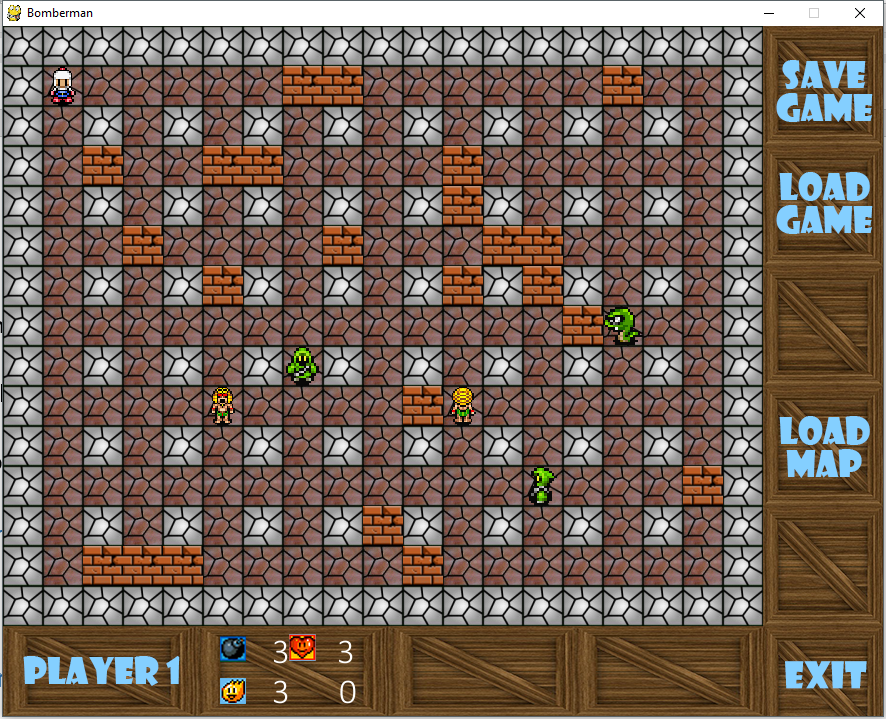 Bomberman
SAVE
GAME
LOAD
GAME
LOAD
MAP
PLAYER 1
3 3
3 0
EXIT